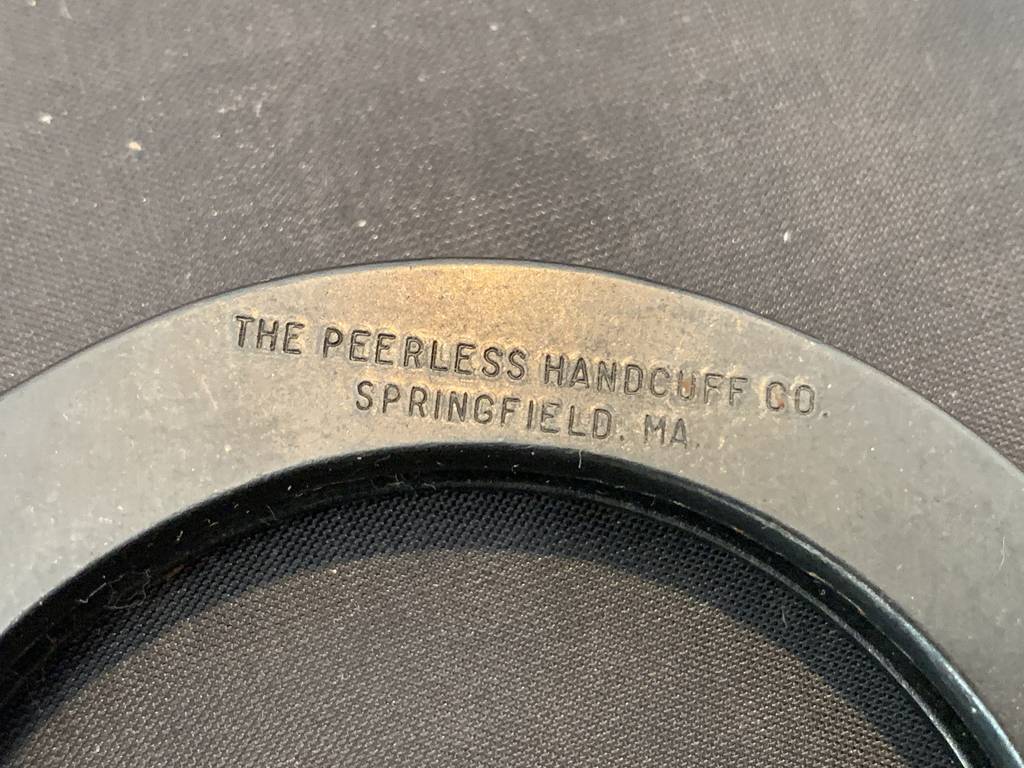 THE PEERLESS HANDCUFF CO.
SPRINGFIELD. MA.